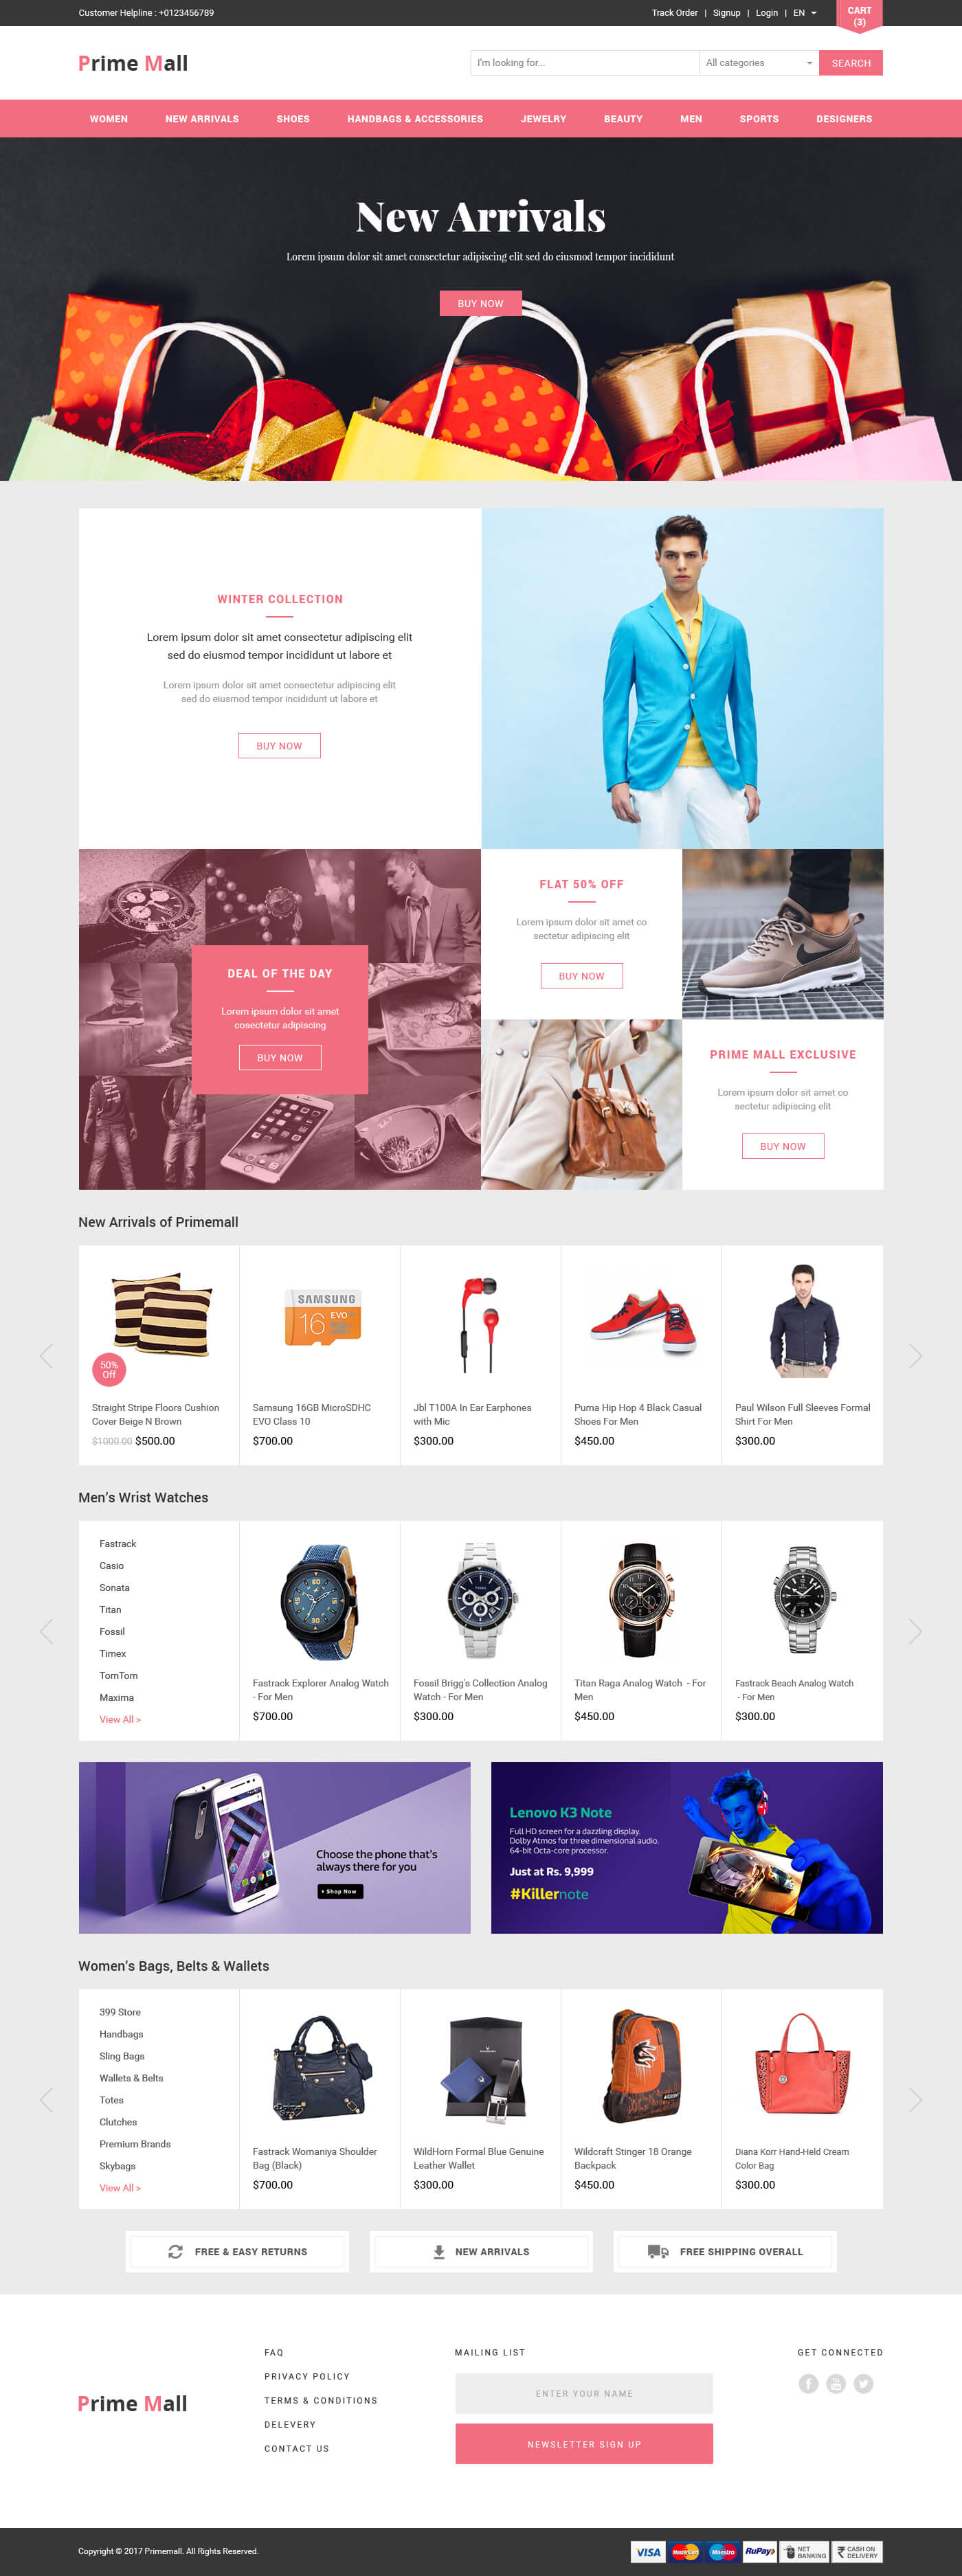 Customer Helpline : +0123456789
Track Order | Signup | Login | EN
CART
(3)
Prime Mall
I'm looking for...
All categories
SEARCH
WOMEN
NEW ARRIVALS
SHOES
HANDBAGS & ACCESSORIES
JEWELRY
BEAUTY
MEN
SPORTS
DESIGNERS
New Arrivals
Lorem ipsum dolor sit amet consectetur adipiscing elit sed do eiusmod tempor incididunt
BUY NOW
WINTER COLLECTION
Lorem ipsum dolor sit amet consectetur adipiscing elit
sed do eiusmod tempor incididunt ut labore et
Lorem ipsum dolor sit amet consectetur adipiscing elit
sed do eiusmod tempor incididunt ut labore et
BUY NOW
DEAL OF THE DAY
Lorem ipsum dolor sit amet
cosectetur adipiscing
BUY NOW
FLAT 50% OFF
Lorem ipsum dolor sit amet co
sectetur adipiscing elit
BUY NOW
PRIME MALL EXCLUSIVE
Lorem ipsum dolor sit amet co
sectetur adipiscing elit
BUY NOW
New Arrivals of Primemall
50%
Off
Straight Stripe Floors Cushion
Cover Beige N Brown
$1000.00 $500.00
SAMSUNG
16 EVO
Samsung 16GB MicroSDHC
EVO Class 10
$700.00
Jbl T100A In Ear Earphones
with Mic
$300.00
Puma Hip Hop 4 Black Casual
Shoes For Men
$450.00
Paul Wilson Full Sleeves Formal
Shirt For Men
$300.00
Men's Wrist Watches
Fastrack
Casio
Sonata
Titan
Fossil
Timex
TomTom
Maxima
View All >
Fastrack Explorer Analog Watch
- For Men
$700.00
Fossil Brigg's Collection Analog
Watch - For Men
$300.00
Titan Raga Analog Watch - For
Men
$450.00
Fastrack Beach Analog Watch
- For Men
$300.00
Choose the phone that's
always there for you
Shop Now
Lenovo K3 Note
Full HD screen for a dazzling display.
Dolby Atmos for three dimensional audio.
64-bit Octa-core processor.
Just at Rs. 9,999
#Killernote
Women's Bags, Belts & Wallets
399 Store
Handbags
Sling Bags
Wallets & Belts
Totes
Clutches
Premium Brands
Skybags
View All >
Fastrack Womaniya Shoulder
Bag (Black)
$700.00
WildHorn Formal Blue Genuine
Leather Wallet
$300.00
Wildcraft Stinger 18 Orange
Backpack
$450.00
Diana Korr Hand-Held Cream
Color Bag
$300.00
FREE & EASY RETURNS
NEW ARRIVALS
FREE SHIPPING OVERALL
Prime Mall
FAQ
PRIVACY POLICY
TERMS & CONDITIONS
DELEVERY
CONTACT US
MAILING LIST
ENTER YOUR NAME
NEWSLETTER SIGN UP
GET CONNECTED
Copyright © 2017 Primemall. All Rights Reserved.
VISA
MasterCard
Maestro
RuPay
NET
BANKING
CASH ON
DELIVERY